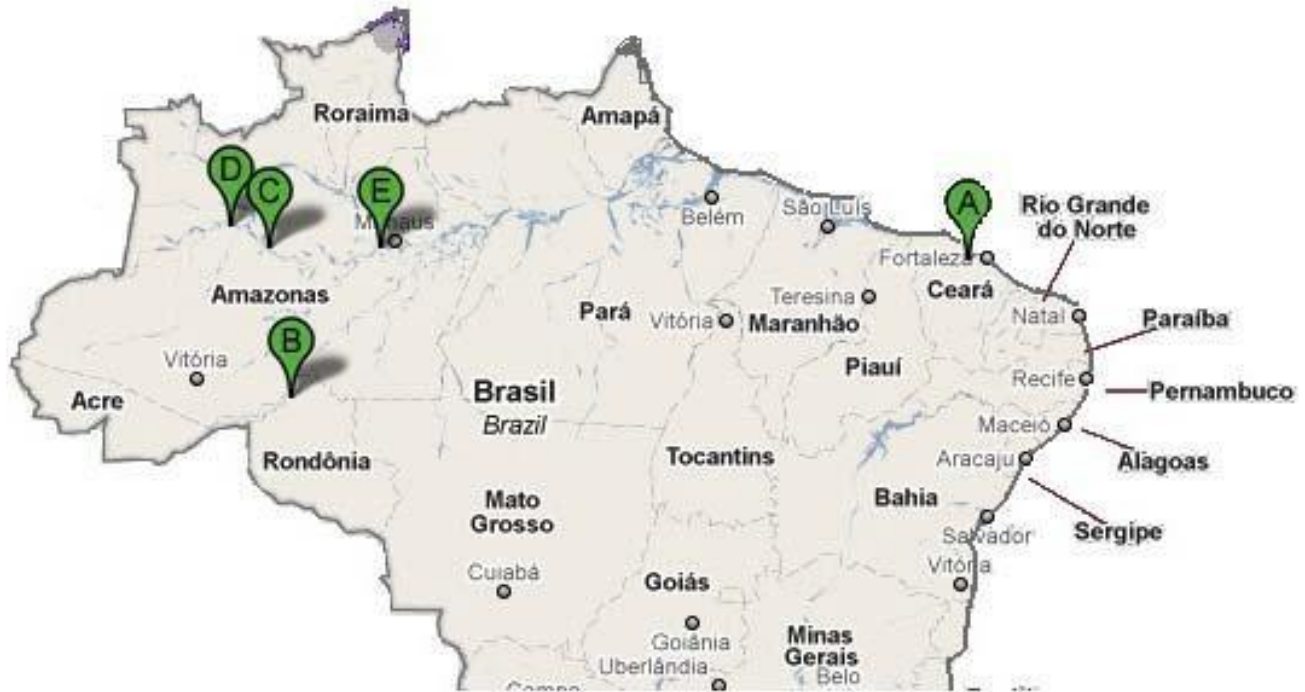 Roraima
Amapá
D
C
E
A
Manaus
Belém
São Luís
Rio Grande
do Norte
Fortaleza
Ceará
Amazonas
Pará
Vitória
Maranhão
Teresina
Natal
Paraíba
B
Vitória
Acre
Piauí
Recife
Pernambuco
Brasil
Brazil
Maceió
Rondônia
Tocantins
Aracaju
Alagoas
Mato
Grosso
Bahia
Salvador
Sergipe
Cuiabá
Goiás
Vitória
Goiânia
Minas
Gerais
Uberlândia
Belo
Campo